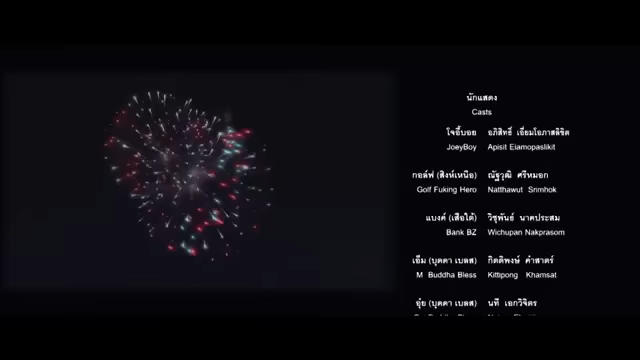 นักแสดง
Casts
โจอี้บอย อภิสิทธิ์ เอี่ยมโอภาสลิขิต
JoeyBoy Apisit Eiamopaslikit
กอล์ฟ (สิงห์เหนือ) ณัฐวุฒิ ศรีหมอก
Golf Fuking Hero Natthawut Srimhok
แบงค์ (เสือใต้) วิชุพันธ์ นาคประสม
Bank BZ Wichupan Nakprasom
เอ็ม (บุดดา เบลส) กิตติพงษ์ คำสาตร์
M Buddha Bless Kittipong Khamsat
อุ๋ย (บุดดา เบลส) นที เอกวิจิตร